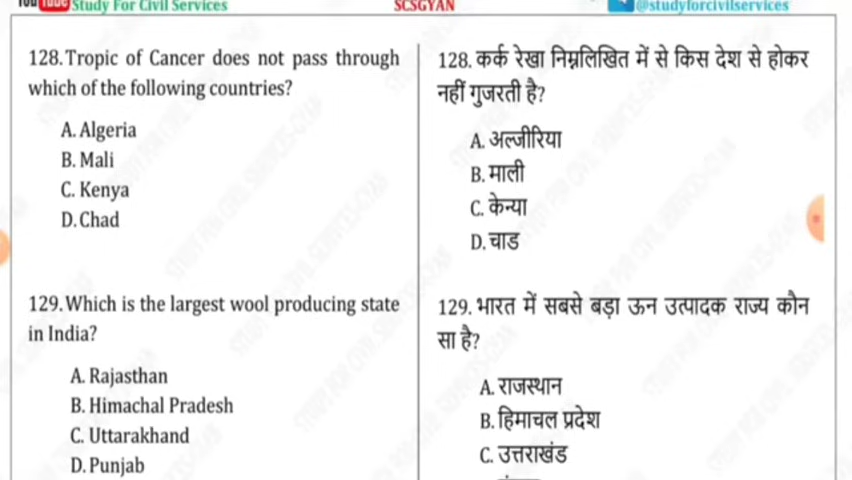 YouTube Study For Civil Services
SCSGYAN
@studyforcivilservices
128. Tropic of Cancer does not pass through
which of the following countries?
A. Algeria
B. Mali
C. Kenya
D. Chad
129. Which is the largest wool producing state
in India?
A. Rajasthan
B. Himachal Pradesh
C. Uttarakhand
D. Punjab
128. कर्क रेखा निम्नलिखित में से किस देश से होकर
नहीं गुजरती है?
A. अल्जीरिया
B. माली
C. केन्या
D. चाड
129. भारत में सबसे बड़ा ऊन उत्पादक राज्य कौन
सा है?
A. राजस्थान
B. हिमाचल प्रदेश
C. उत्तराखंड